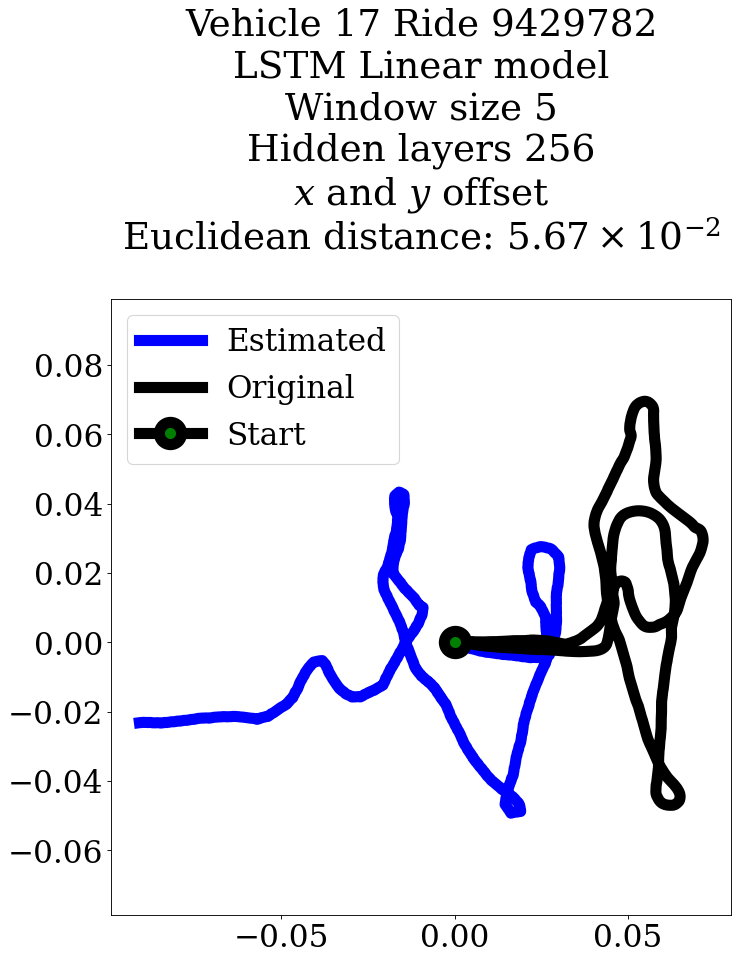 Vehicle 17 Ride 9429782
LSTM Linear model
Window size 5
Hidden layers 256
x and y offset
Euclidean distance: 5.67 × 10⁻²
Estimated
Original
Start
0.08
0.06
0.04
0.02
0.00
−0.02
−0.04
−0.06
−0.05 0.00 0.05